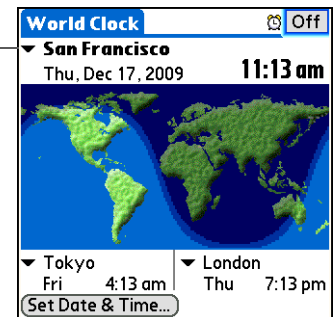 World Clock Off
San Francisco
Thu, Dec 17, 2009 11:13 am
Tokyo London
Fri 4:13 am Thu 7:13 pm
Set Date & Time...